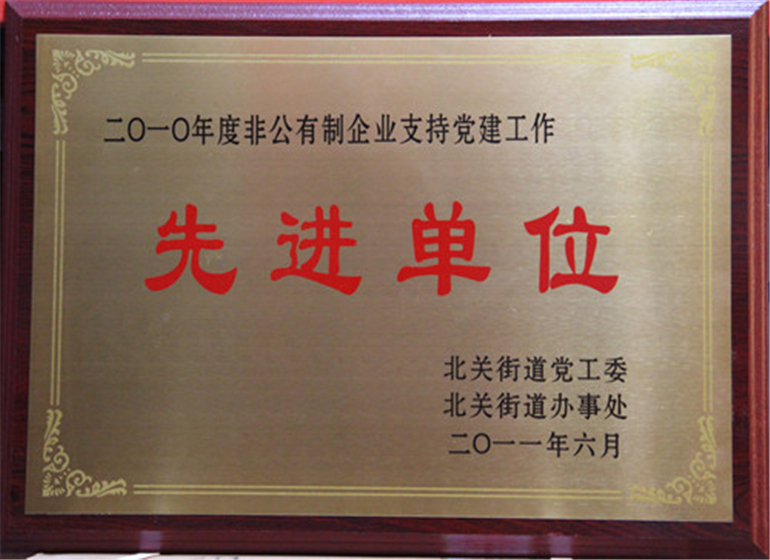 二〇一〇年度非公有制企业支持党建工作
先进单位
北关街道党工委
北关街道办事处
二〇一一年六月